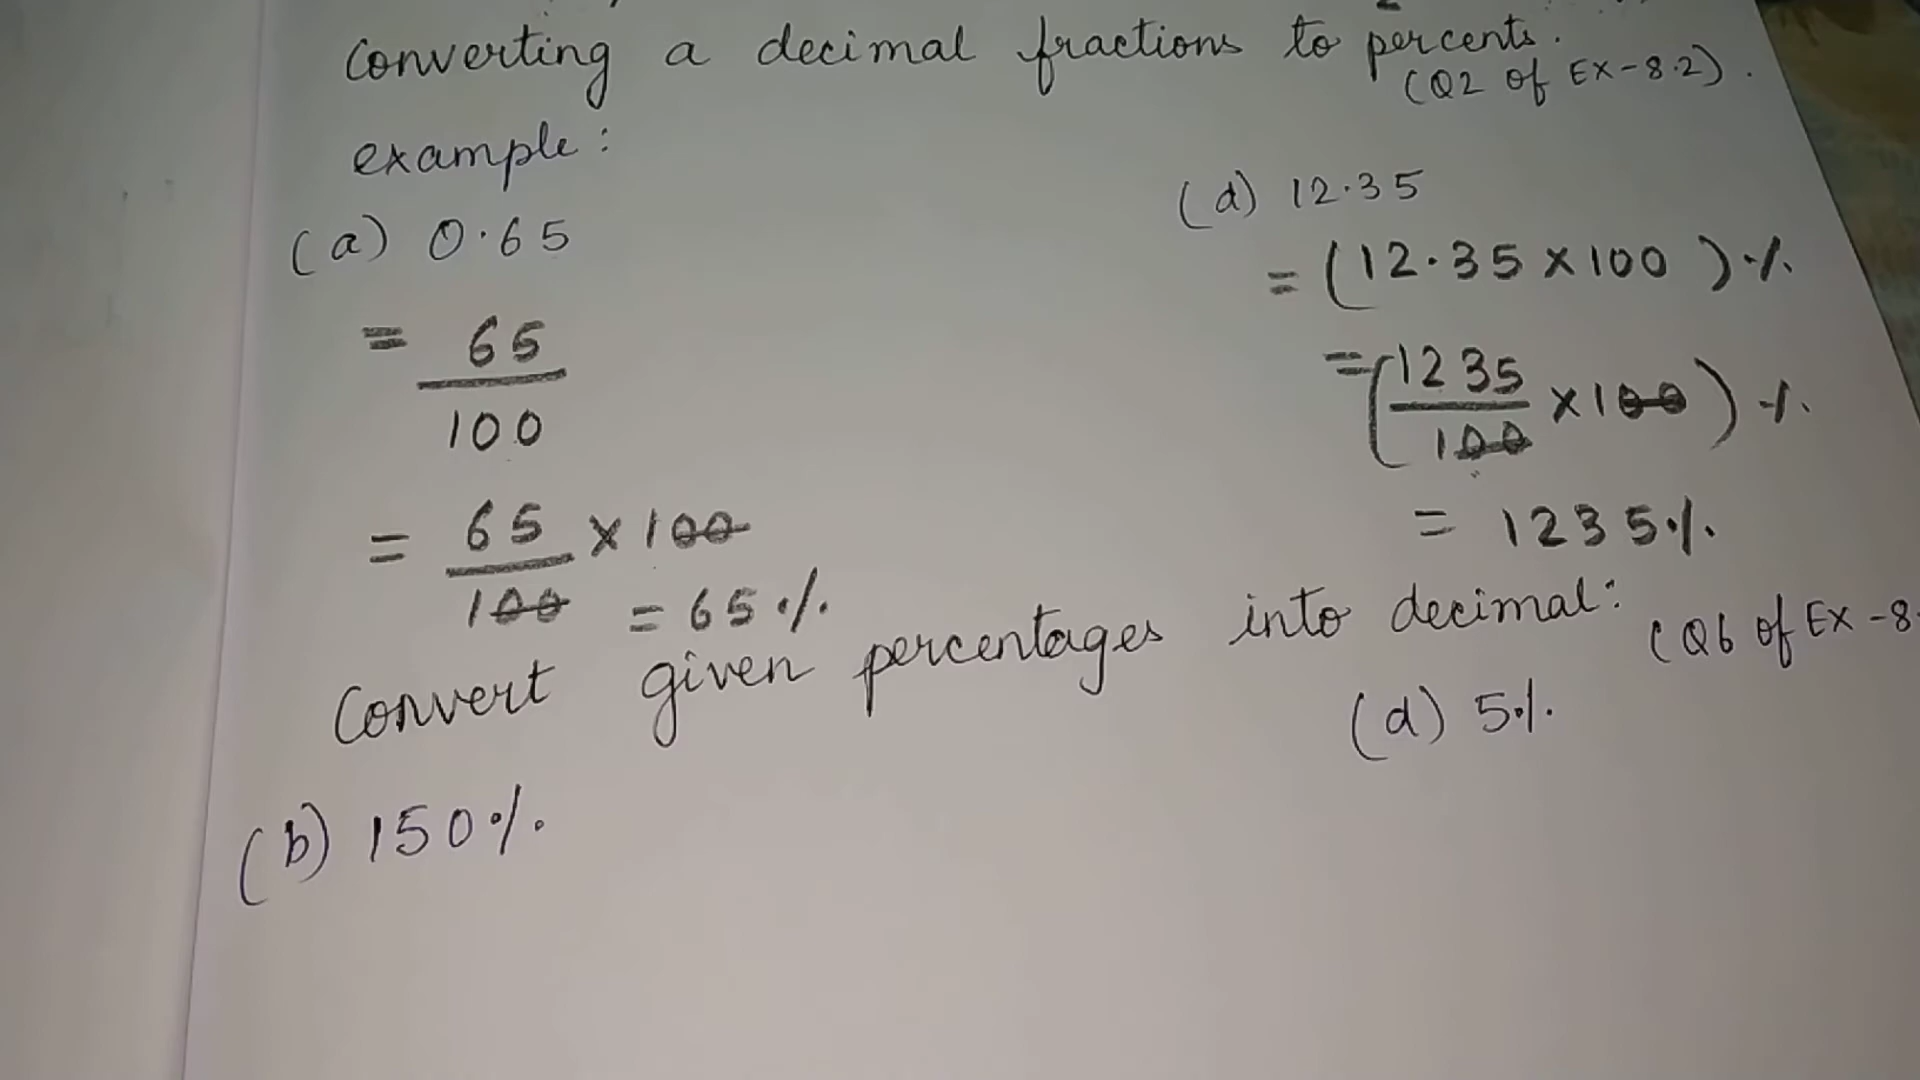 Converting a decimal fractions to percents.
(Q2 of EX-8.2).
example:
(a) 0.65
= 65
100
= 65 × 100
100 = 65%
(d) 12.35
= (12.35 × 100)%
= (1235 × 100)%
100
= 1235%
Convert given percentages into decimal:
(Q6 of EX-8.
(b) 150%
(d) 5%